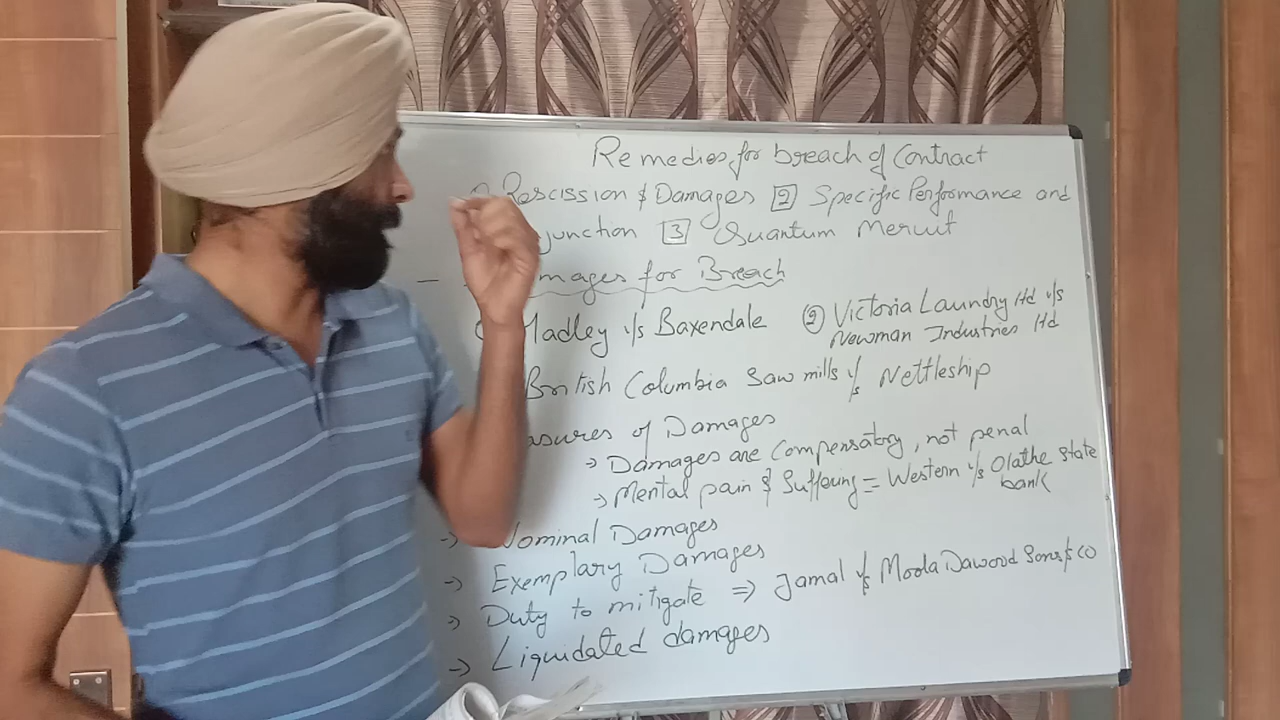 Remedies for breach of Contract
Rescission & Damages [2] Specific Performance and
junction [3] Quantum Meruit
mages for Breach
Hadley v/s Baxendale (2) Victoria Laundry ltd v/s
Newman Industries ltd
British Columbia Saw mills v/s Nettleship
asures of Damages
→ Damages are Compensatory, not penal
→ Mental pain & Suffering = Western v/s Olathe State
bank
→ Nominal Damages
→ Exemplary Damages
→ Duty to mitigate ⇒ Jamal v/s Moola Dawood Sons & co
→ Liquidated damages